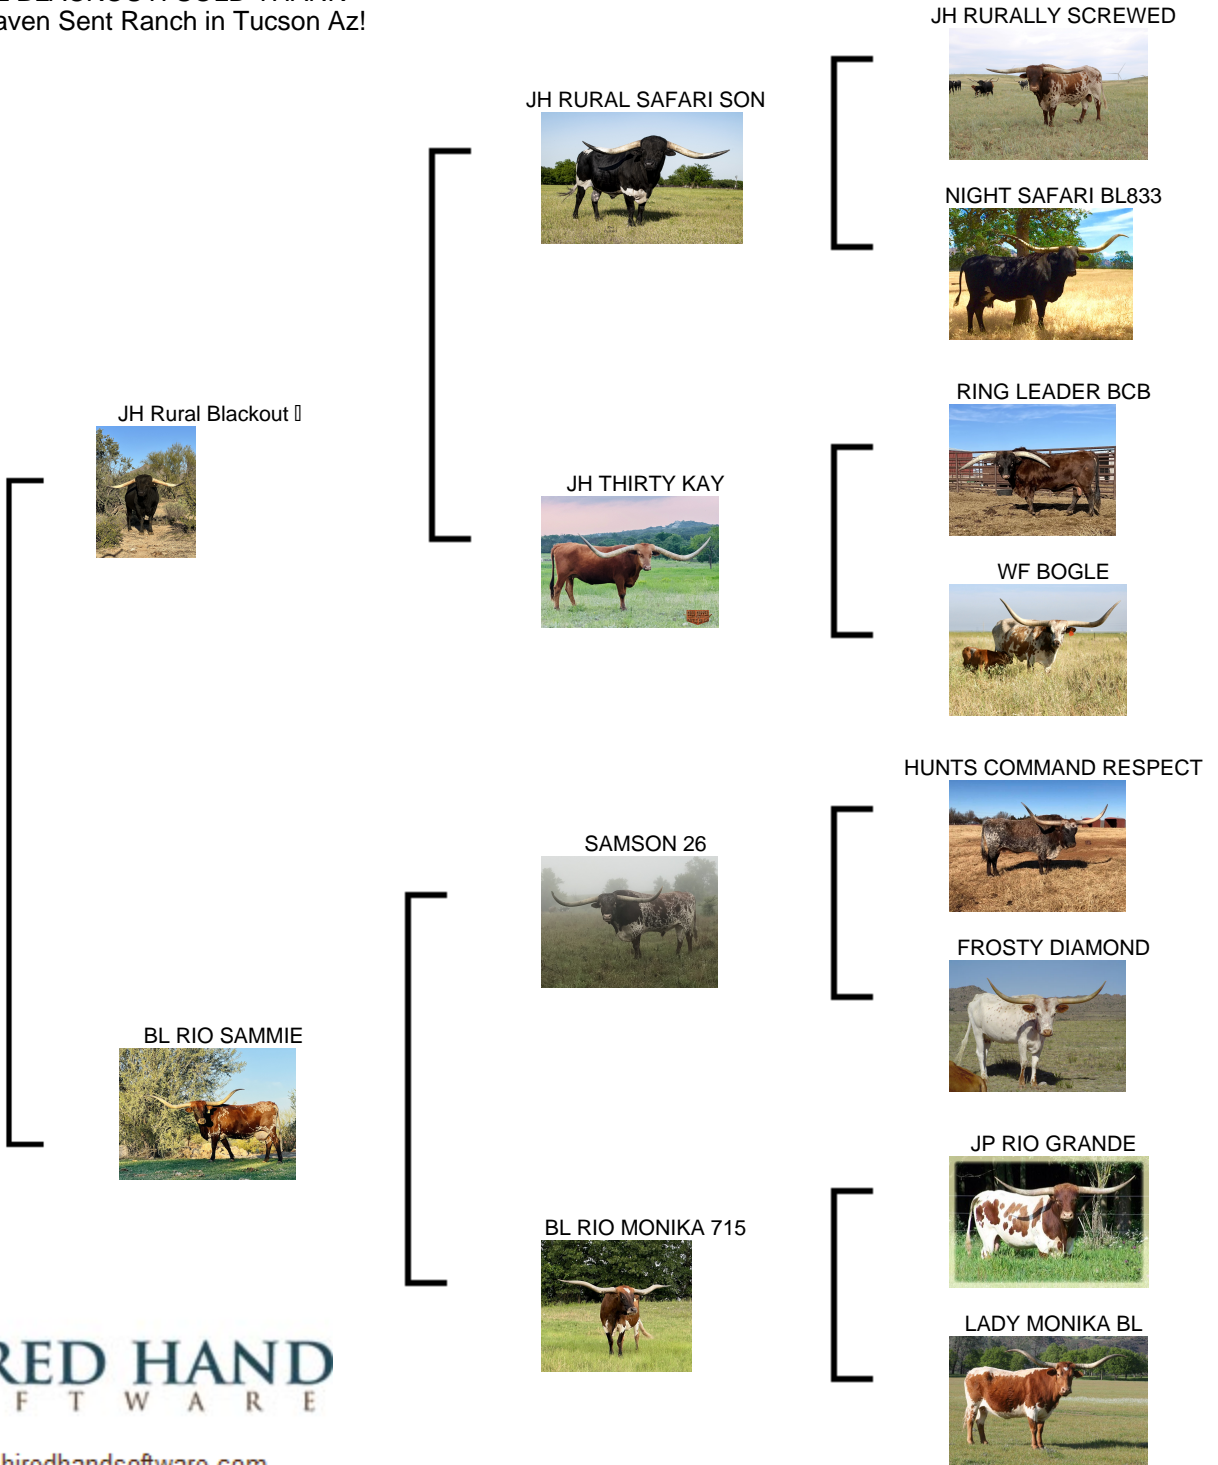 aven Sent Ranch in Tucson Az!
JH RURALLY SCREWED
JH RURAL SAFARI SON
NIGHT SAFARI BL833
RING LEADER BCB
JH Rural Blackout
JH THIRTY KAY
WF BOGLE
HUNTS COMMAND RESPECT
SAMSON 26
FROSTY DIAMOND
BL RIO SAMMIE
JP RIO GRANDE
BL RIO MONIKA 715
LADY MONIKA BL
RED HAND
F T W A R E
hiredhandsoftware.com